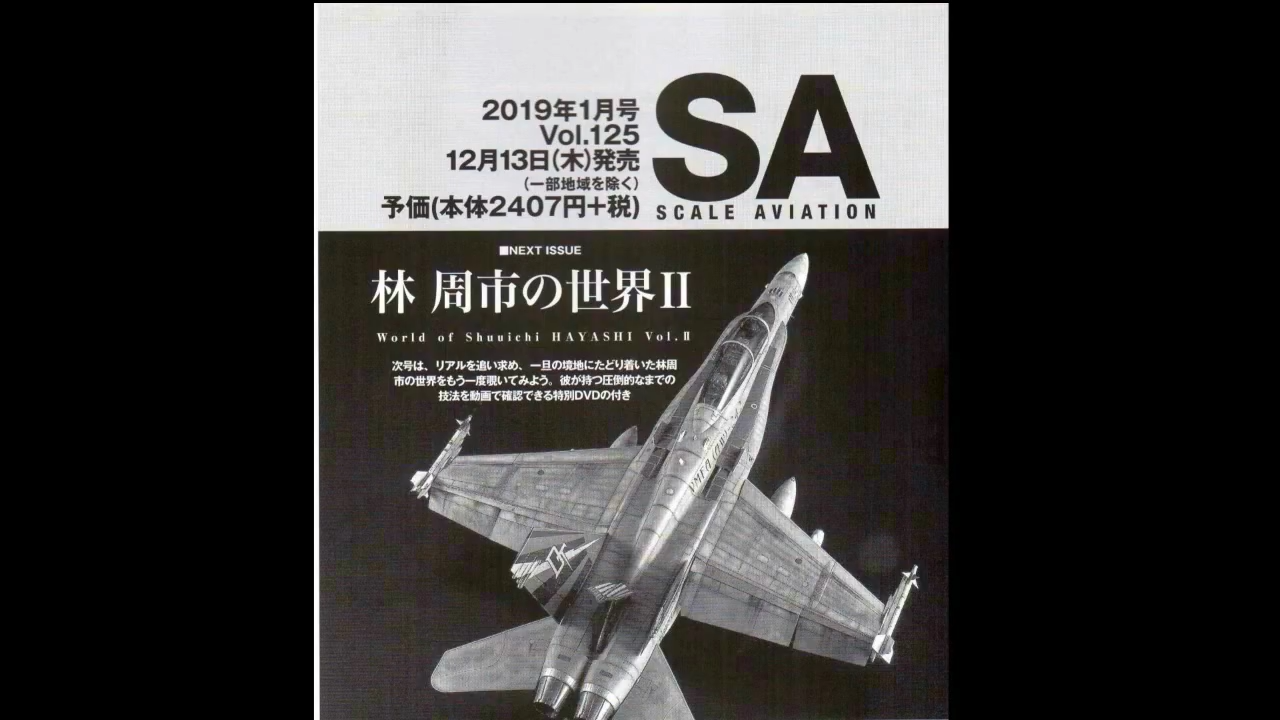 2019年1月号
Vol.125
12月13日(木)発売
(一部地域を除く)
予価(本体2407円+税)
SA
SCALE AVIATION
■NEXT ISSUE
林 周市の世界II
World of Shuuichi HAYASHI Vol.II
次号は、リアルを追い求め、一旦の境地にたどり着いた林周
市の世界をもう一度覗いてみよう。彼が持つ圧倒的なまでの
技法を動画で確認できる特別DVDの付き